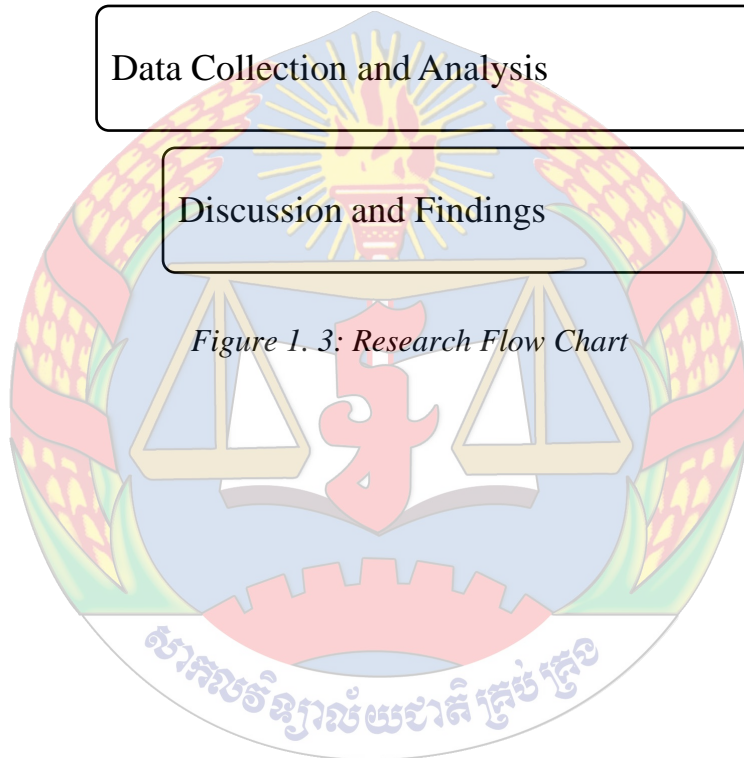 Data Collection and Analysis
Discussion and Findings
Figure 1. 3: Research Flow Chart
សាកលវិទ្យាល័យជាតិគ្រប់គ្រង